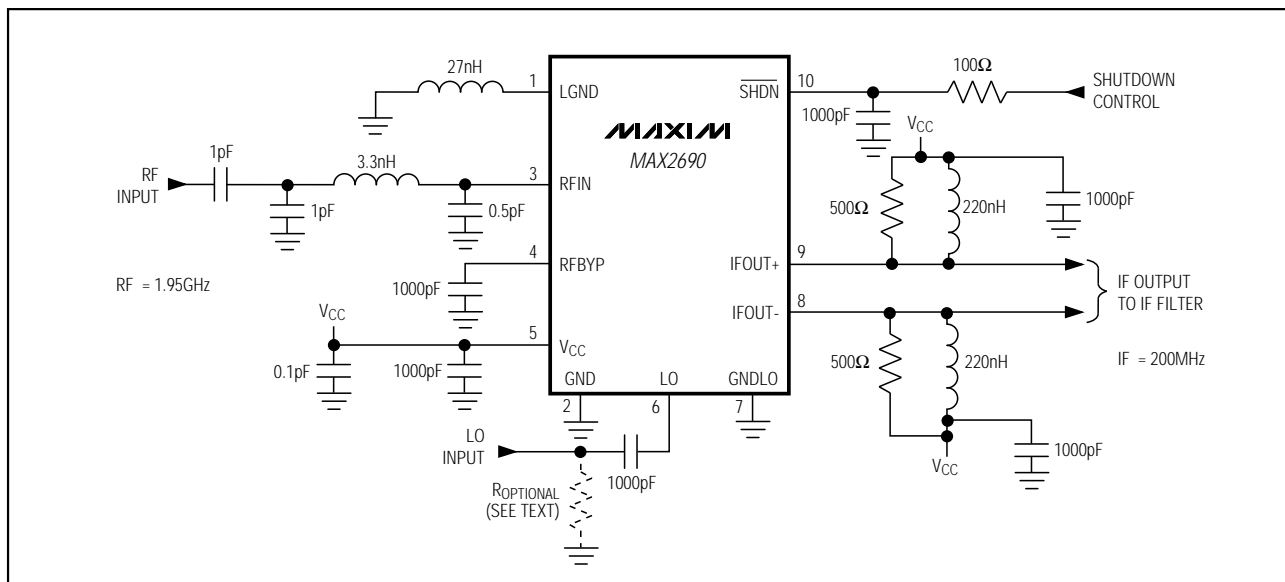 27nH
1
LGND
1pF
RF
INPUT
3.3nH
3
RFIN
1pF
0.5pF
4
RFBYP
1000pF
RF = 1.95GHz
VCC
5
VCC
0.1pF
1000pF
GND
2
LO
6
GNDLO
7
LO
INPUT
1000pF
ROPTIONAL
(SEE TEXT)
MAXIM
MAX2690
SHDN
10
100Ω
SHUTDOWN
CONTROL
1000pF
VCC
500Ω
220nH
1000pF
IFOUT+
9
IFOUT-
8
IF OUTPUT
TO IF FILTER
500Ω
220nH
IF = 200MHz
VCC
1000pF